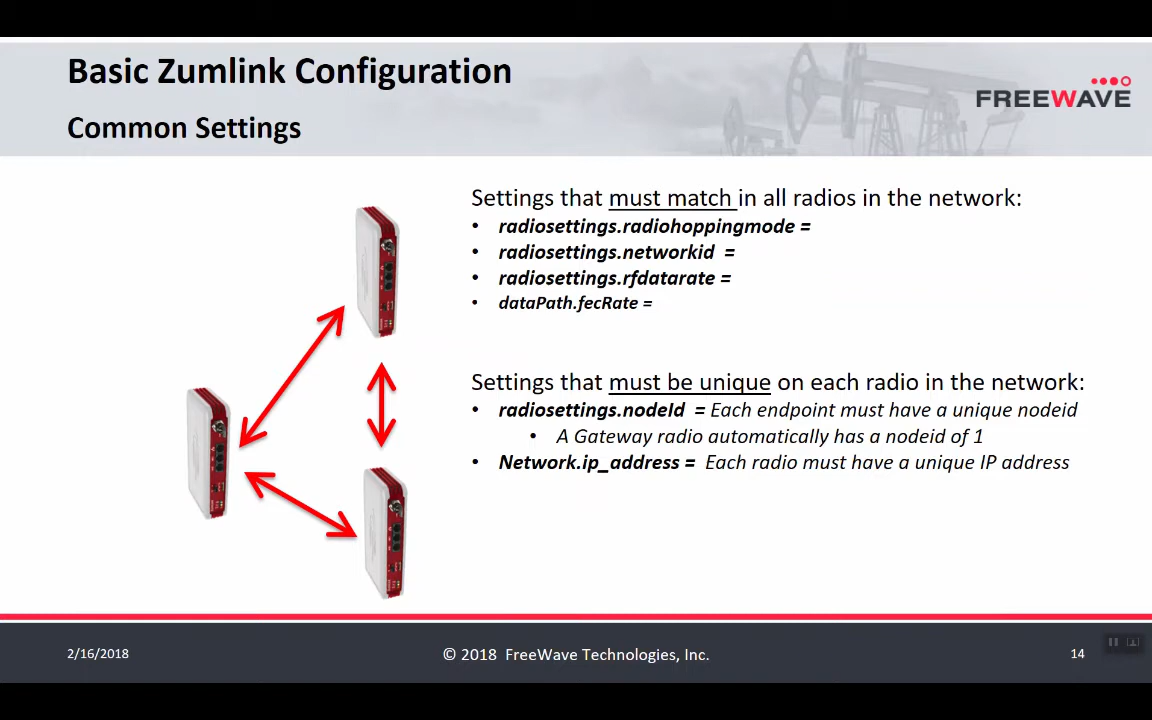 Basic Zumlink Configuration
Common Settings
FREEWAVE
Settings that must match in all radios in the network:
• radiosettings.radiohoppingmode =
• radiosettings.networkid =
• radiosettings.rfdatarate =
• dataPath.fecRate =
Settings that must be unique on each radio in the network:
• radiosettings.nodeId = Each endpoint must have a unique nodeid
• A Gateway radio automatically has a nodeid of 1
• Network.ip_address = Each radio must have a unique IP address
2/16/2018
© 2018 FreeWave Technologies, Inc.
14